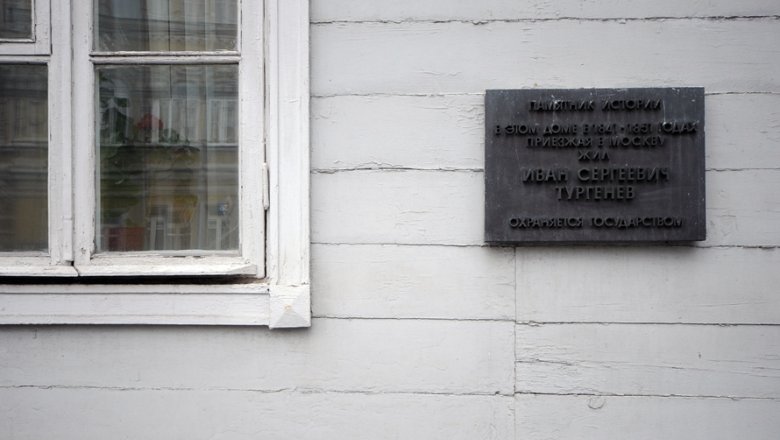 ПАМЯТНИК ИСТОРИИ
В ЭТОМ ДОМЕ В 1841-1851 ГОДАХ
ПРИЕЗЖАЯ В МОСКВУ
ЖИЛ
ИВАН СЕРГЕЕВИЧ
ТУРГЕНЕВ
ОХРАНЯЕТСЯ ГОСУДАРСТВОМ